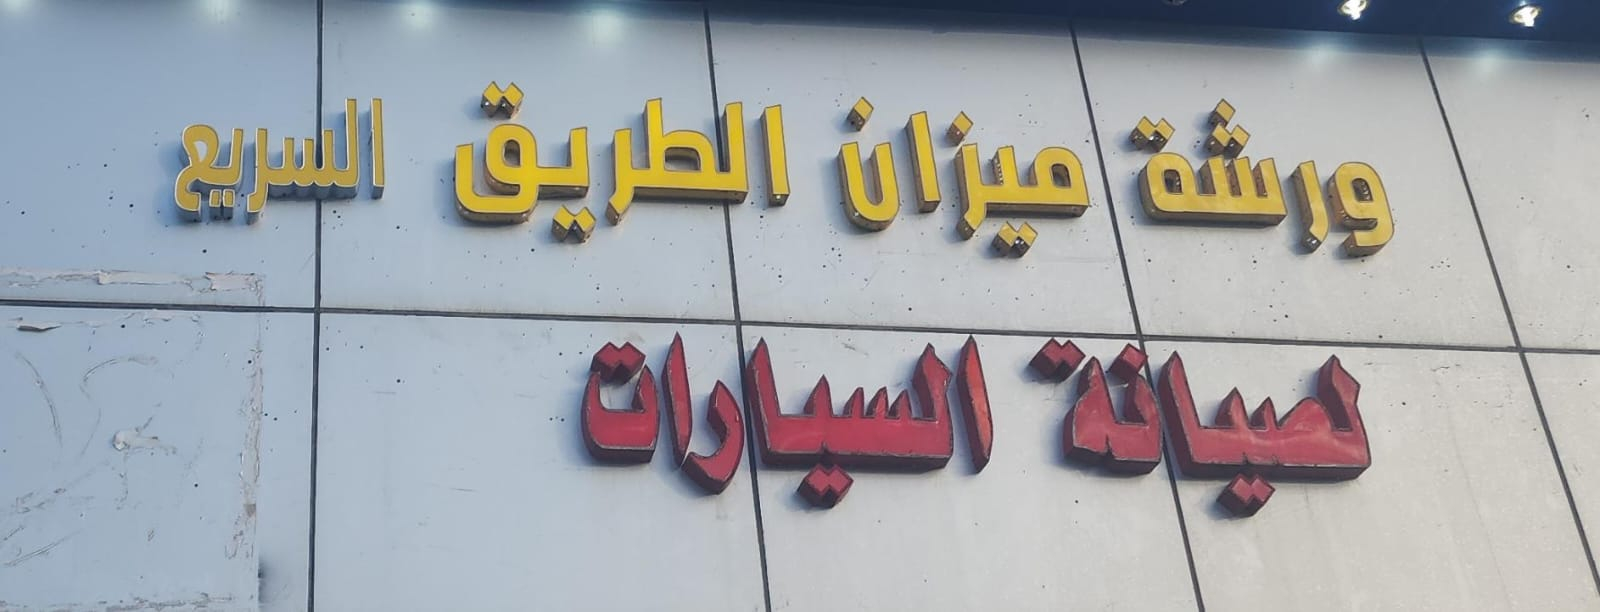 ورشة ميزان الطريق السريع
لصيانة السيارات